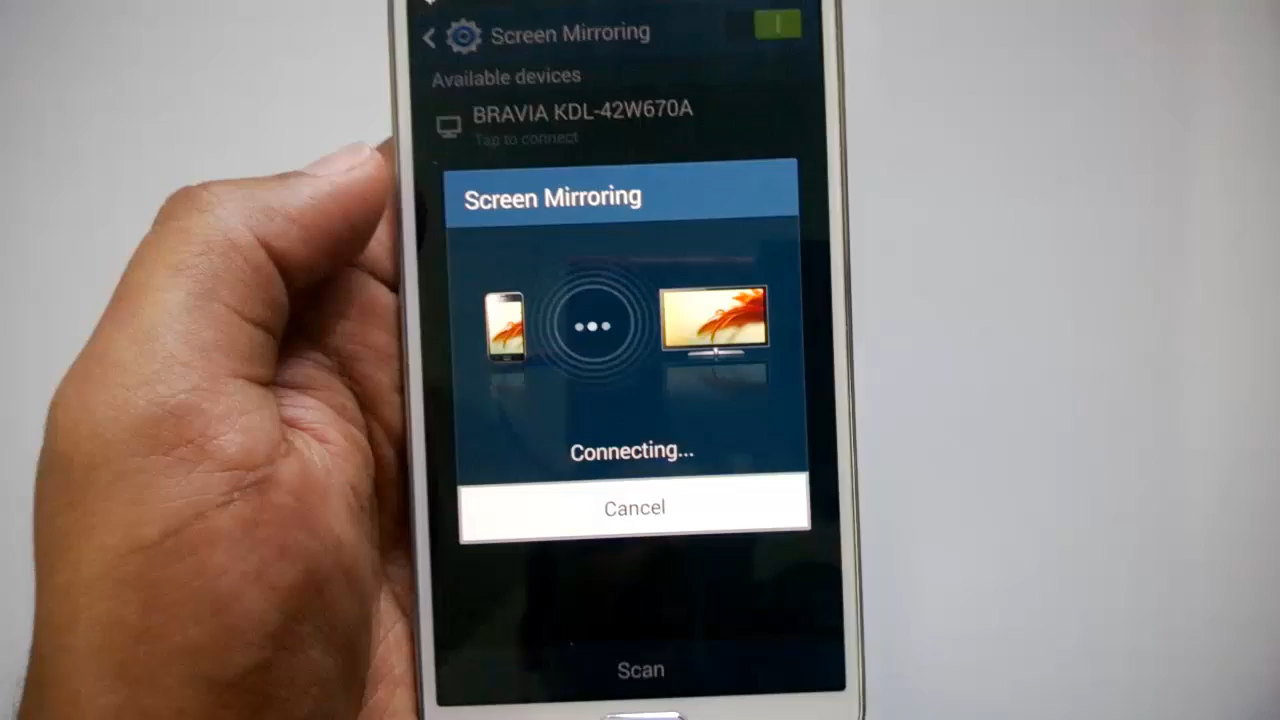 Screen Mirroring
Available devices
BRAVIA KDL-42W670A
Tap to connect
Screen Mirroring
Connecting...
Cancel
Scan